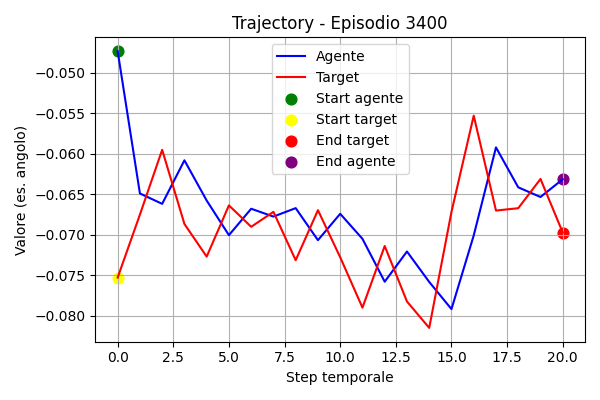 Trajectory - Episodio 3400
Agente
Target
Start agente
Start target
End target
End agente
Valore (es. angolo)
−0.050
−0.055
−0.060
−0.065
−0.070
−0.075
−0.080
0.0 2.5 5.0 7.5 10.0 12.5 15.0 17.5 20.0
Step temporale